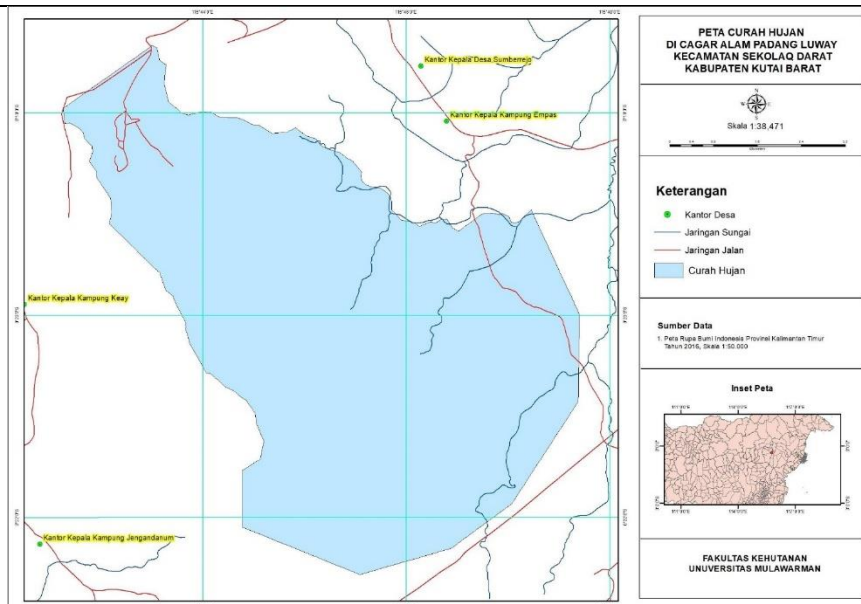 Kantor Kepala Desa Sumberrejo
Kantor Kepala Kampung Empas
Kantor Kepala Kampung Keay
Kantor Kepala Kampung Jengandanum
PETA CURAH HUJAN
DI CAGAR ALAM PADANG LUWAY
KECAMATAN SEKOLAQ DARAT
KABUPATEN KUTAI BARAT
N
W
E
S
Skala 1:38,471
Keterangan
Kantor Desa
Jaringan Sungai
Jaringan Jalan
Curah Hujan
Sumber Data
1. Peta Rupa Bumi Indonesia Provinsi Kalimantan Timur
Tahun 2016, Skala 1:50.000
Inset Peta
FAKULTAS KEHUTANAN
UNUVERSITAS MULAWARMAN